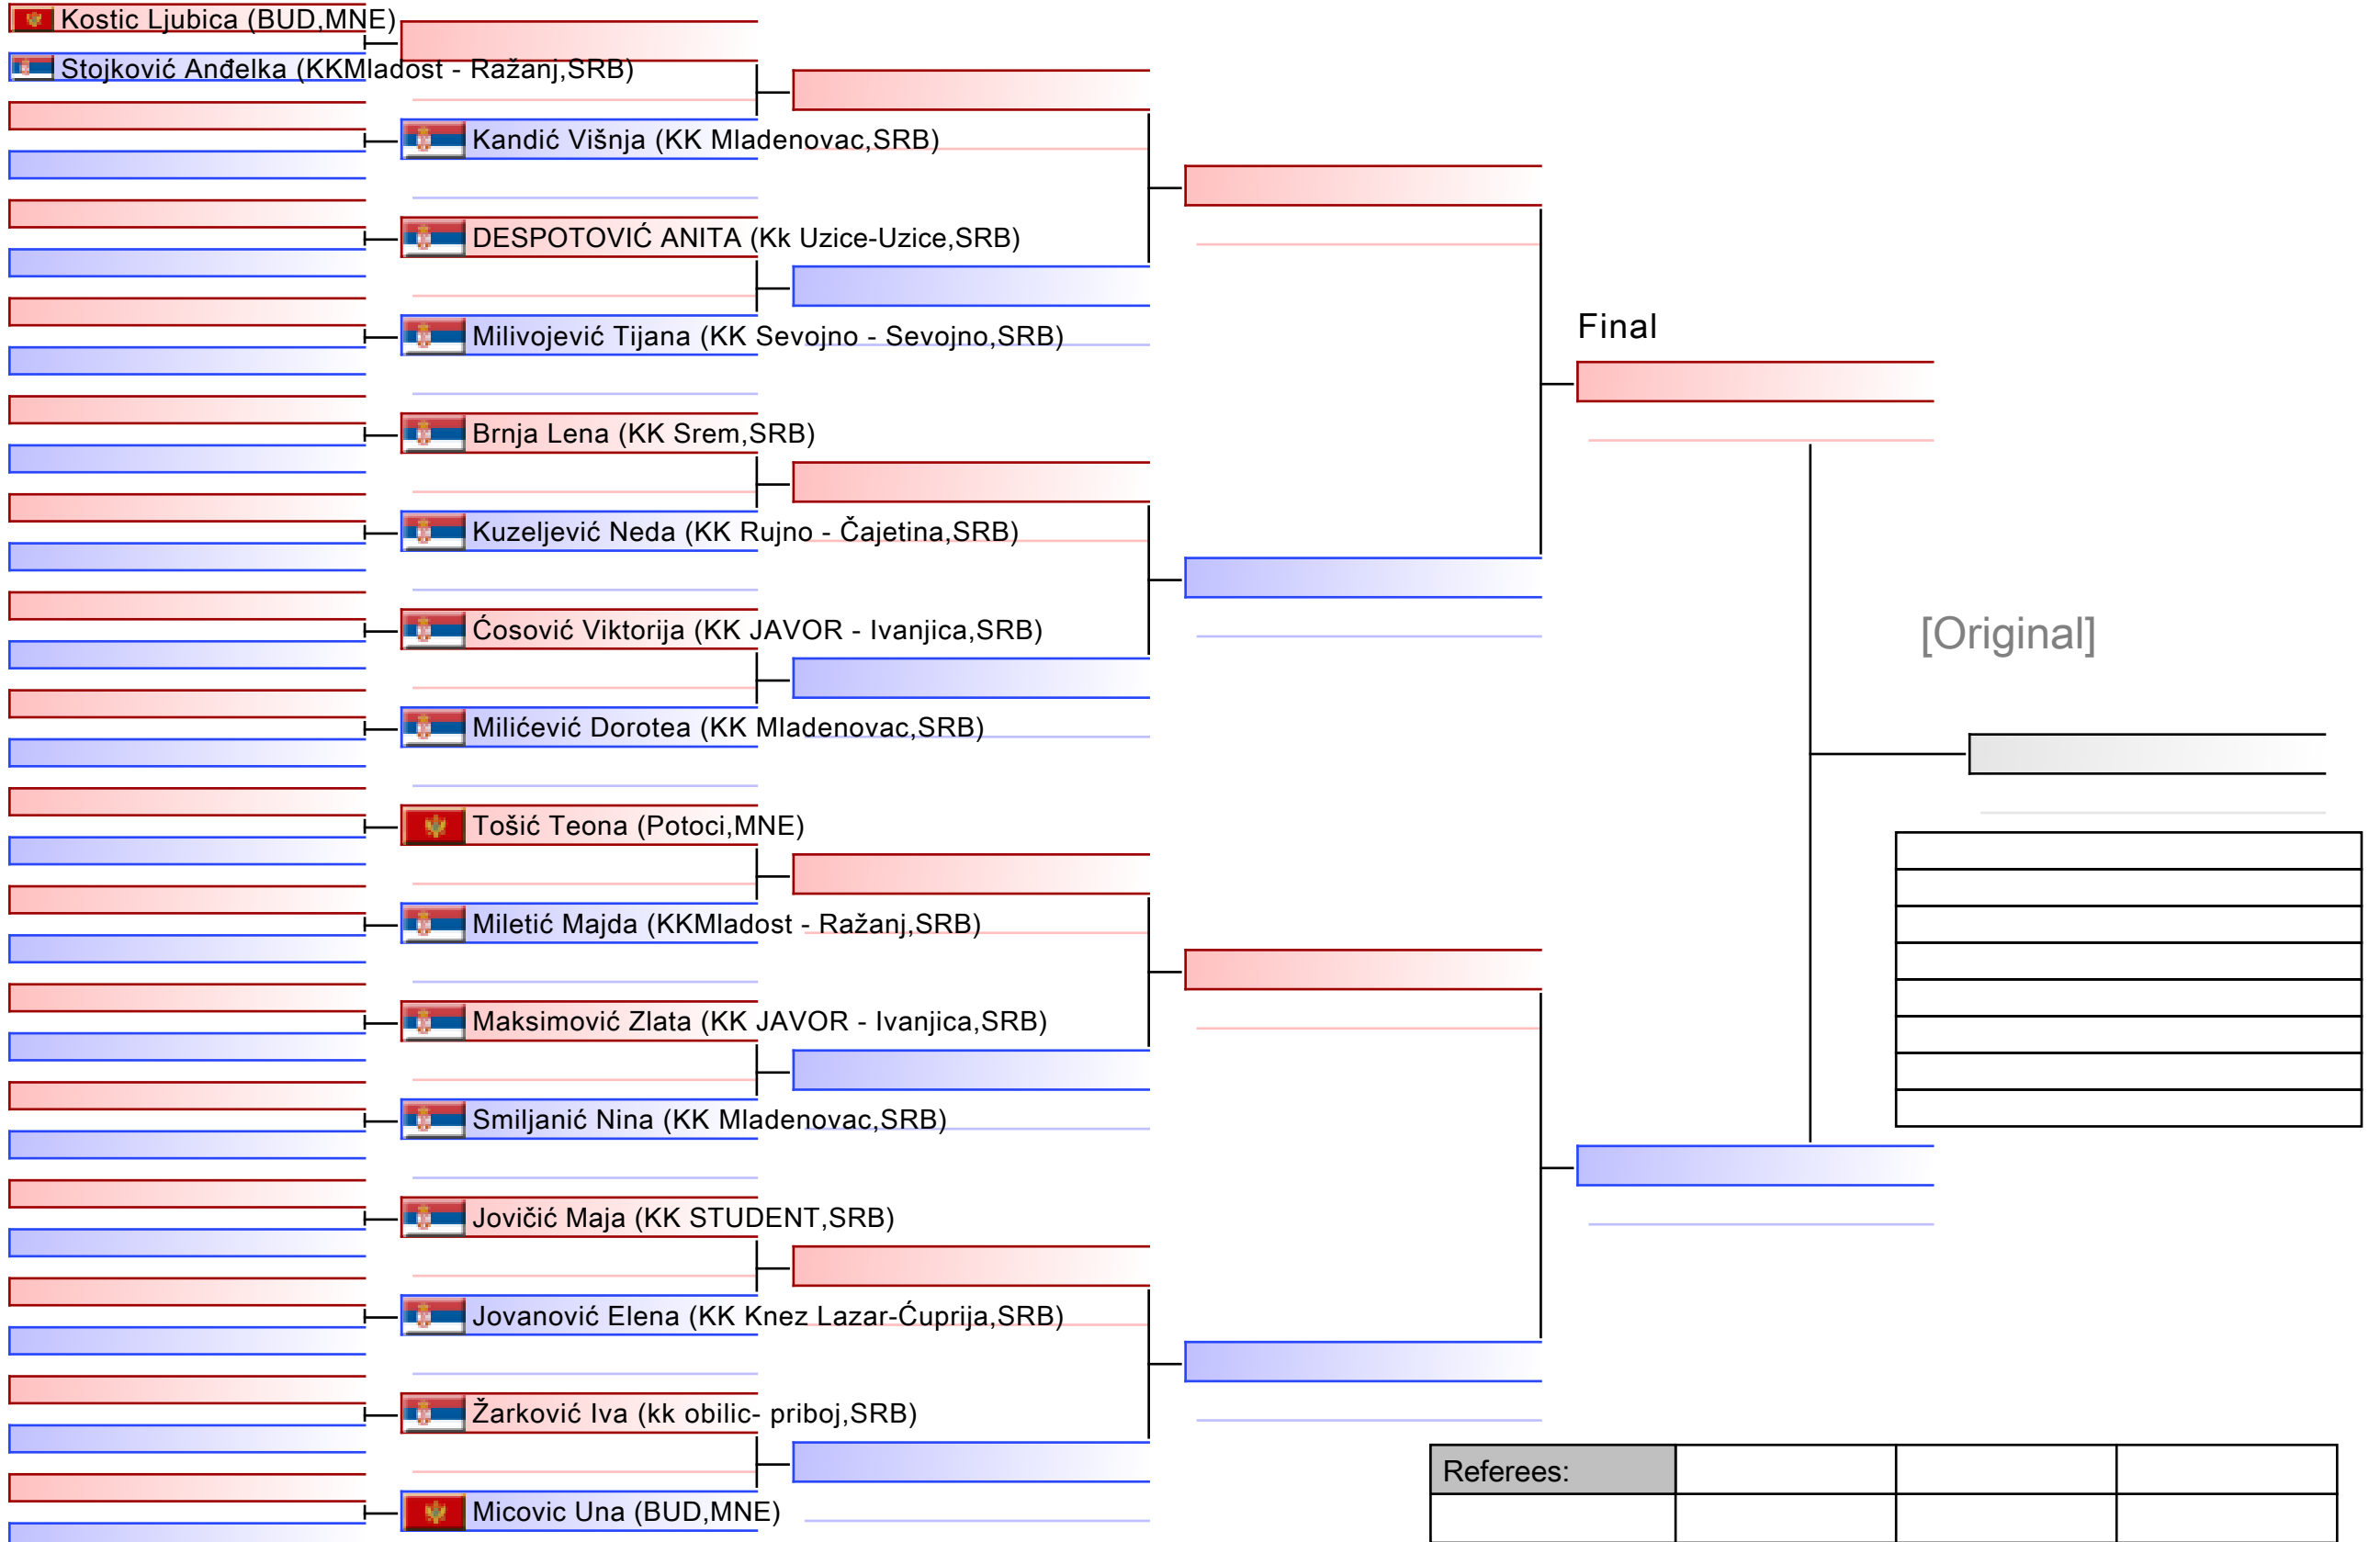 Kostic Ljubica (BUD,MNE)
Stojković Anđelka (KKMladost - Ražanj,SRB)
Kandić Višnja (KK Mladenovac,SRB)
DESPOTOVIĆ ANITA (Kk Uzice-Uzice,SRB)
Milivojević Tijana (KK Sevojno - Sevojno,SRB)
Brnja Lena (KK Srem,SRB)
Kuzeljević Neda (KK Rujno - Čajetina,SRB)
Ćosović Viktorija (KK JAVOR - Ivanjica,SRB)
Milićević Dorotea (KK Mladenovac,SRB)
Tošić Teona (Potoci,MNE)
Miletić Majda (KKMladost - Ražanj,SRB)
Maksimović Zlata (KK JAVOR - Ivanjica,SRB)
Smiljanić Nina (KK Mladenovac,SRB)
Jovičić Maja (KK STUDENT,SRB)
Jovanović Elena (KK Knez Lazar-Ćuprija,SRB)
Žarković Iva (kk obilic- priboj,SRB)
Micovic Una (BUD,MNE)
Final
[Original]
Referees: